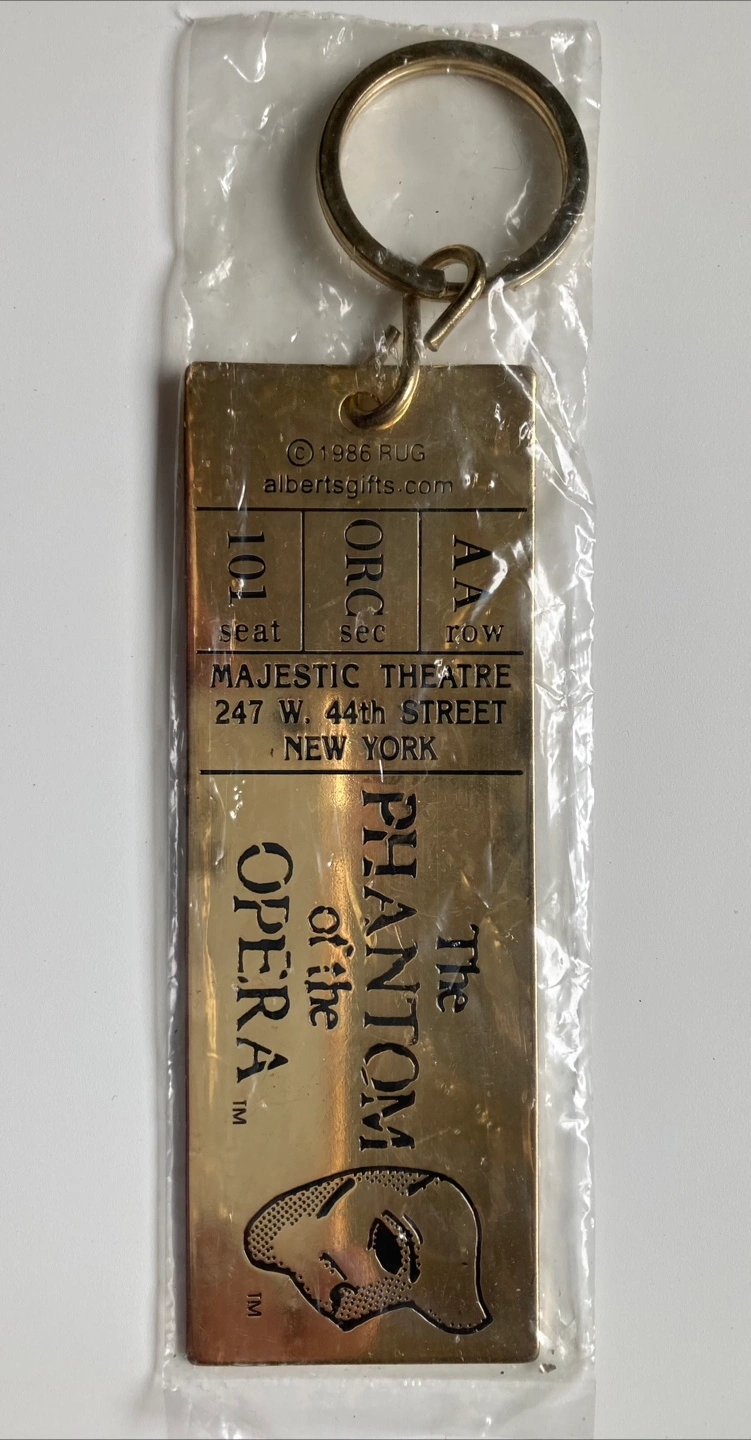 © 1986 RUG
albertsgifts.com
101 ORC AA
seat sec row
MAJESTIC THEATRE
247 W. 44th STREET
NEW YORK
The
PHANTOM
of the
OPERA TM
TM